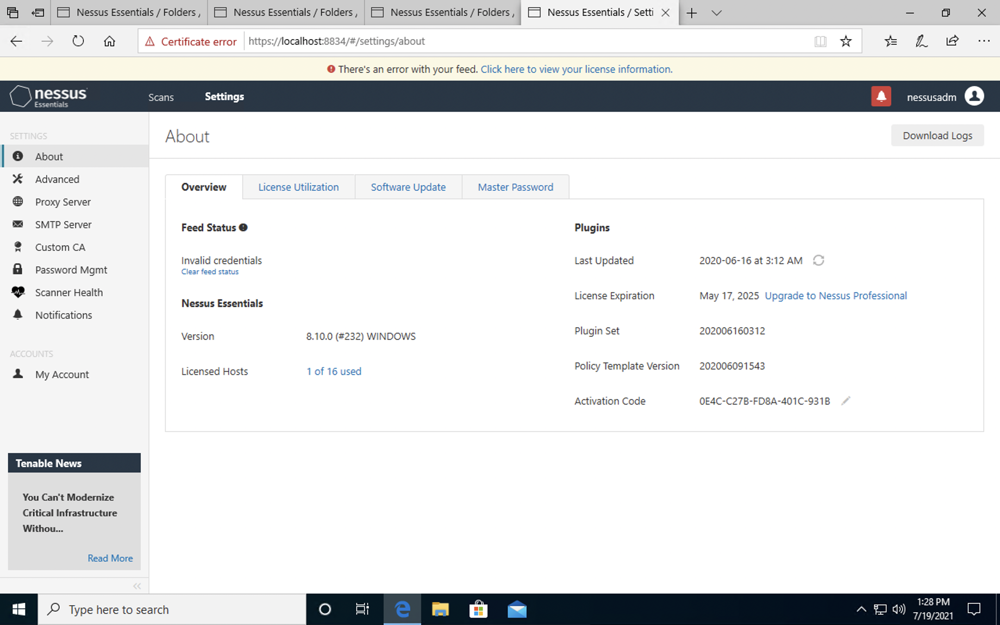 Nessus Essentials / Folders /
Nessus Essentials / Folders /
Nessus Essentials / Folders /
Nessus Essentials / Setti
Certificate error
https://localhost:8834/#/settings/about
There's an error with your feed. Click here to view your license information.
nessus
Essentials
Scans
Settings
nessusadm
SETTINGS
About
Advanced
Proxy Server
SMTP Server
Custom CA
Password Mgmt
Scanner Health
Notifications
ACCOUNTS
My Account
Tenable News
You Can't Modernize
Critical Infrastructure
Withou...
Read More
About
Download Logs
Overview
License Utilization
Software Update
Master Password
Feed Status
Invalid credentials
Clear feed status
Nessus Essentials
Version 8.10.0 (#232) WINDOWS
Licensed Hosts 1 of 16 used
Plugins
Last Updated 2020-06-16 at 3:12 AM
License Expiration May 17, 2025 Upgrade to Nessus Professional
Plugin Set 202006160312
Policy Template Version 202006091543
Activation Code 0E4C-C27B-FD8A-401C-931B
Type here to search
1:28 PM
7/19/2021